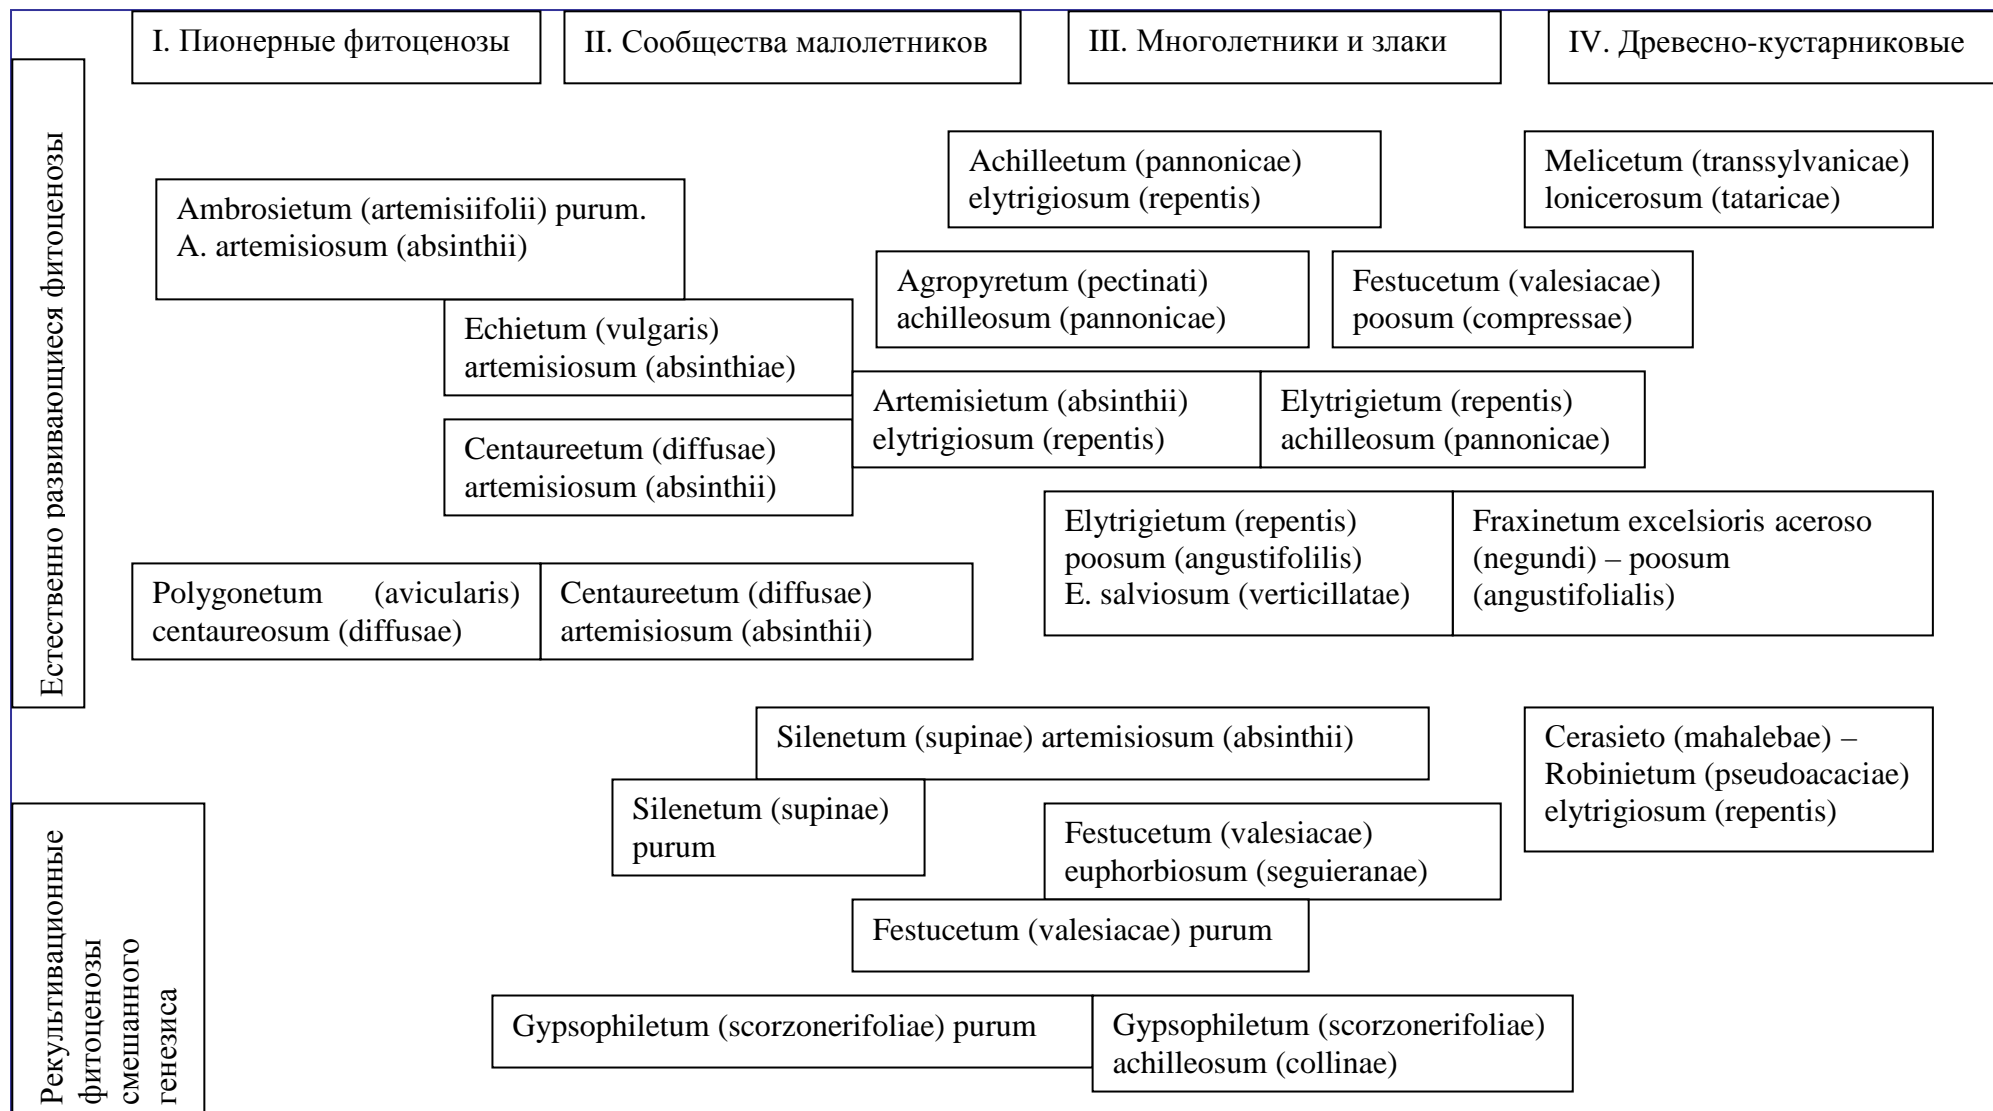 I. Пионерные фитоценозы
II. Сообщества малолетников
III. Многолетники и злаки
IV. Древесно-кустарниковые
Естественно развивающиеся фитоценозы
Achilleetum (pannonicae)
elytrigiosum (repentis)
Melicetum (transsylvanicae)
lonicerosum (tataricae)
Ambrosietum (artemisiifolii) purum.
A. artemisiosum (absinthii)
Agropyretum (pectinati)
achilleosum (pannonicae)
Festucetum (valesiacae)
poosum (compressae)
Echietum (vulgaris)
artemisiosum (absinthiae)
Artemisietum (absinthii)
elytrigiosum (repentis)
Elytrigietum (repentis)
achilleosum (pannonicae)
Centaureetum (diffusae)
artemisiosum (absinthii)
Elytrigietum (repentis)
poosum (angustifolilis)
E. salviosum (verticillatae)
Fraxinetum excelsioris aceroso
(negundi) – poosum
(angustifolialis)
Polygonetum (avicularis)
centaureosum (diffusae)
Centaureetum (diffusae)
artemisiosum (absinthii)
Рекультивационные
фитоценозы
смешанного
генезиса
Silenetum (supinae) artemisiosum (absinthii)
Cerasieto (mahalebae) –
Robinietum (pseudoacaciae)
elytrigiosum (repentis)
Silenetum (supinae)
purum
Festucetum (valesiacae)
euphorbiosum (seguieranae)
Festucetum (valesiacae) purum
Gypsophiletum (scorzonerifoliae) purum
Gypsophiletum (scorzonerifoliae)
achilleosum (collinae)